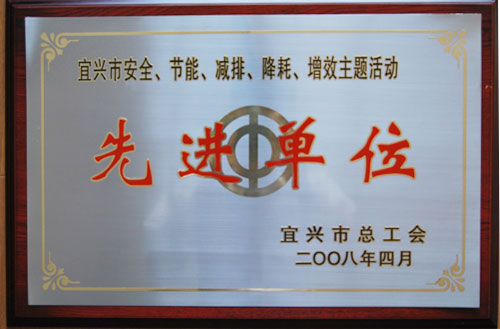 宜兴市安全、节能、减排、降耗、增效主题活动
先进单位
宜兴市总工会
二〇〇八年四月